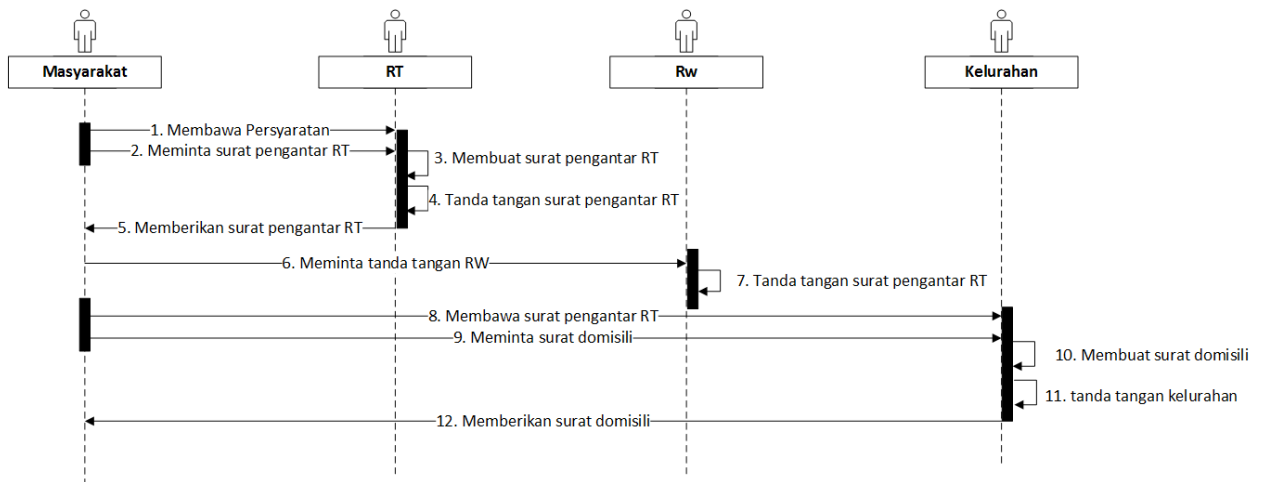 Masyarakat
RT
Rw
Kelurahan
1. Membawa Persyaratan
2. Meminta surat pengantar RT
3. Membuat surat pengantar RT
4. Tanda tangan surat pengantar RT
5. Memberikan surat pengantar RT
6. Meminta tanda tangan RW
7. Tanda tangan surat pengantar RT
8. Membawa surat pengantar RT
9. Meminta surat domisili
10. Membuat surat domisili
11. tanda tangan kelurahan
12. Memberikan surat domisili